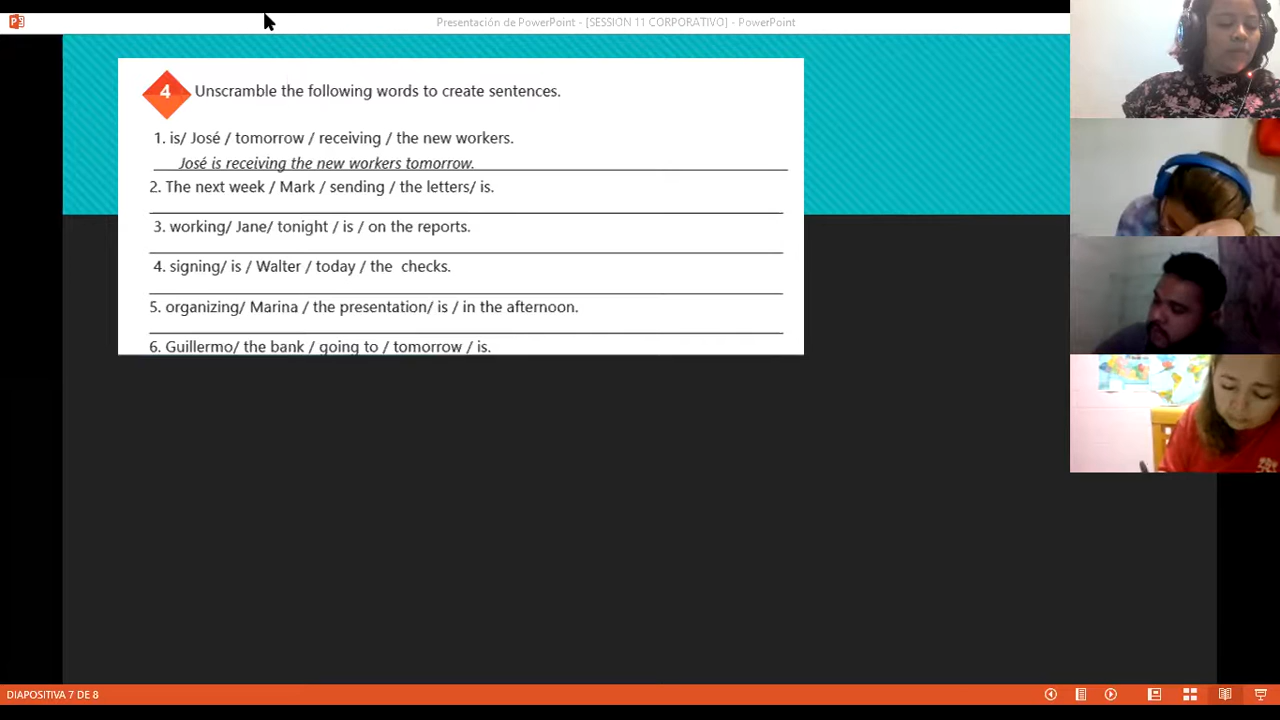 Presentación de PowerPoint - [SESSION 11 CORPORATIVO] - PowerPoint
4 Unscramble the following words to create sentences.
1. is/ José / tomorrow / receiving / the new workers.
José is receiving the new workers tomorrow.
2. The next week / Mark / sending / the letters/ is.
3. working/ Jane/ tonight / is / on the reports.
4. signing/ is / Walter / today / the checks.
5. organizing/ Marina / the presentation/ is / in the afternoon.
6. Guillermo/ the bank / going to / tomorrow / is.
DIAPOSITIVA 7 DE 8